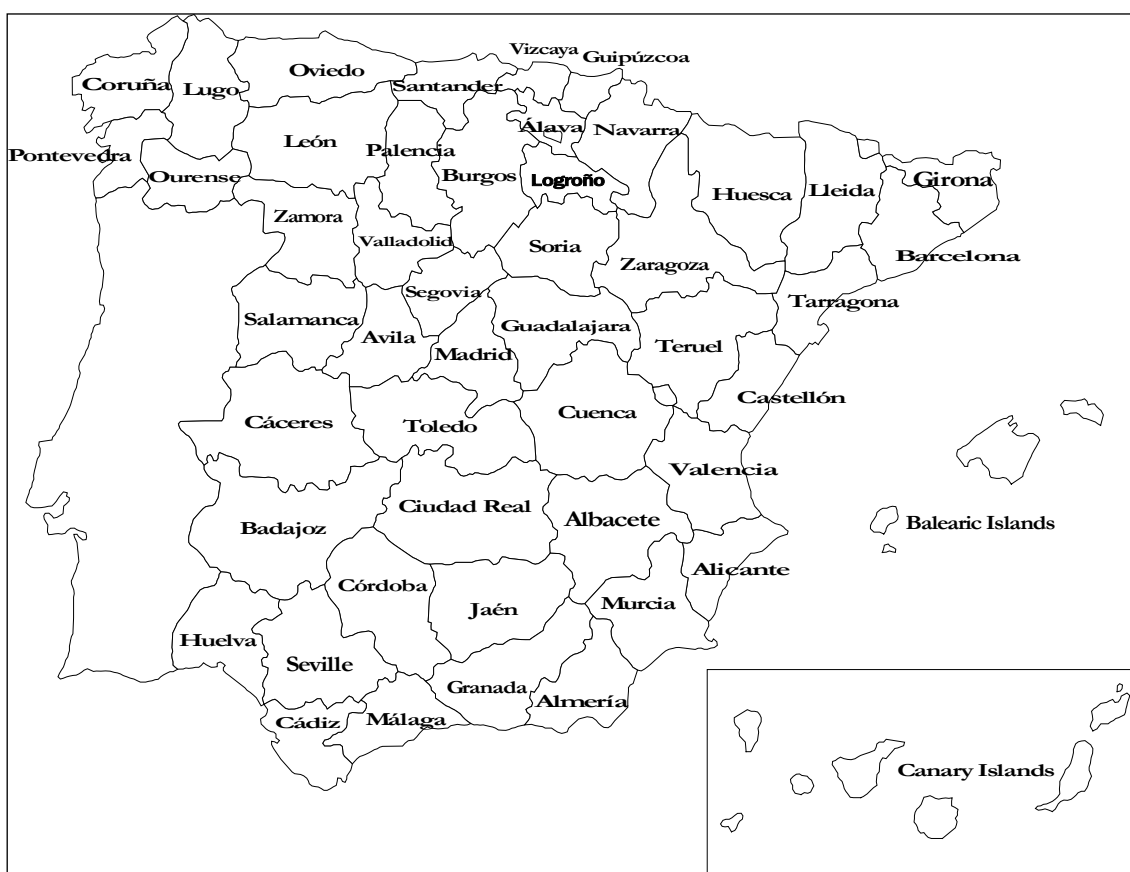 Vizcaya
Guipúzcoa
Coruña
Lugo
Oviedo
Santander
Pontevedra
Ourense
León
Palencia
Burgos
Álava
Navarra
Logroño
Huesca
Lleida
Girona
Zamora
Valladolid
Soria
Zaragoza
Barcelona
Salamanca
Avila
Segovia
Guadalajara
Tarragona
Madrid
Teruel
Cáceres
Toledo
Cuenca
Castellón
Valencia
Badajoz
Ciudad Real
Albacete
Balearic Islands
Córdoba
Jaén
Murcia
Alicante
Huelva
Seville
Granada
Almería
Cádiz
Málaga
Canary Islands